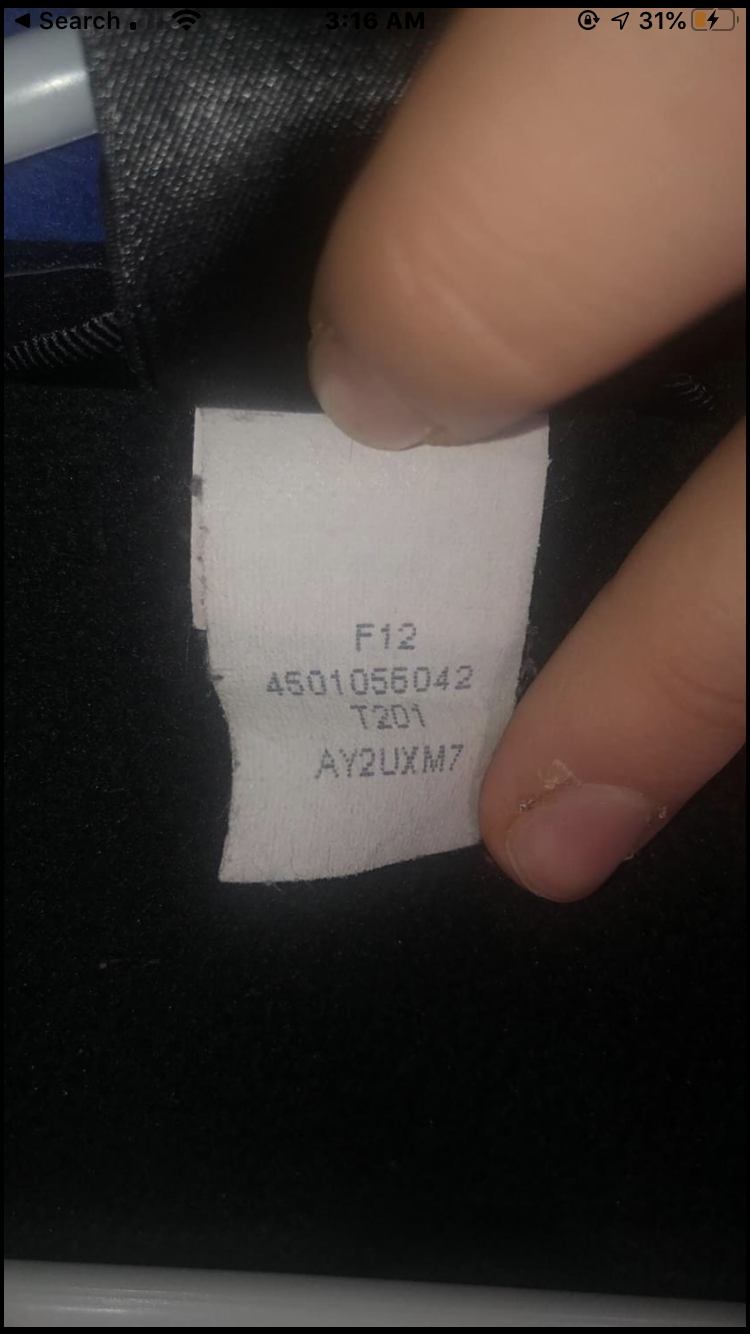 Search
3:16 AM
31%
F12
4501056042
T201
AY2UXM7